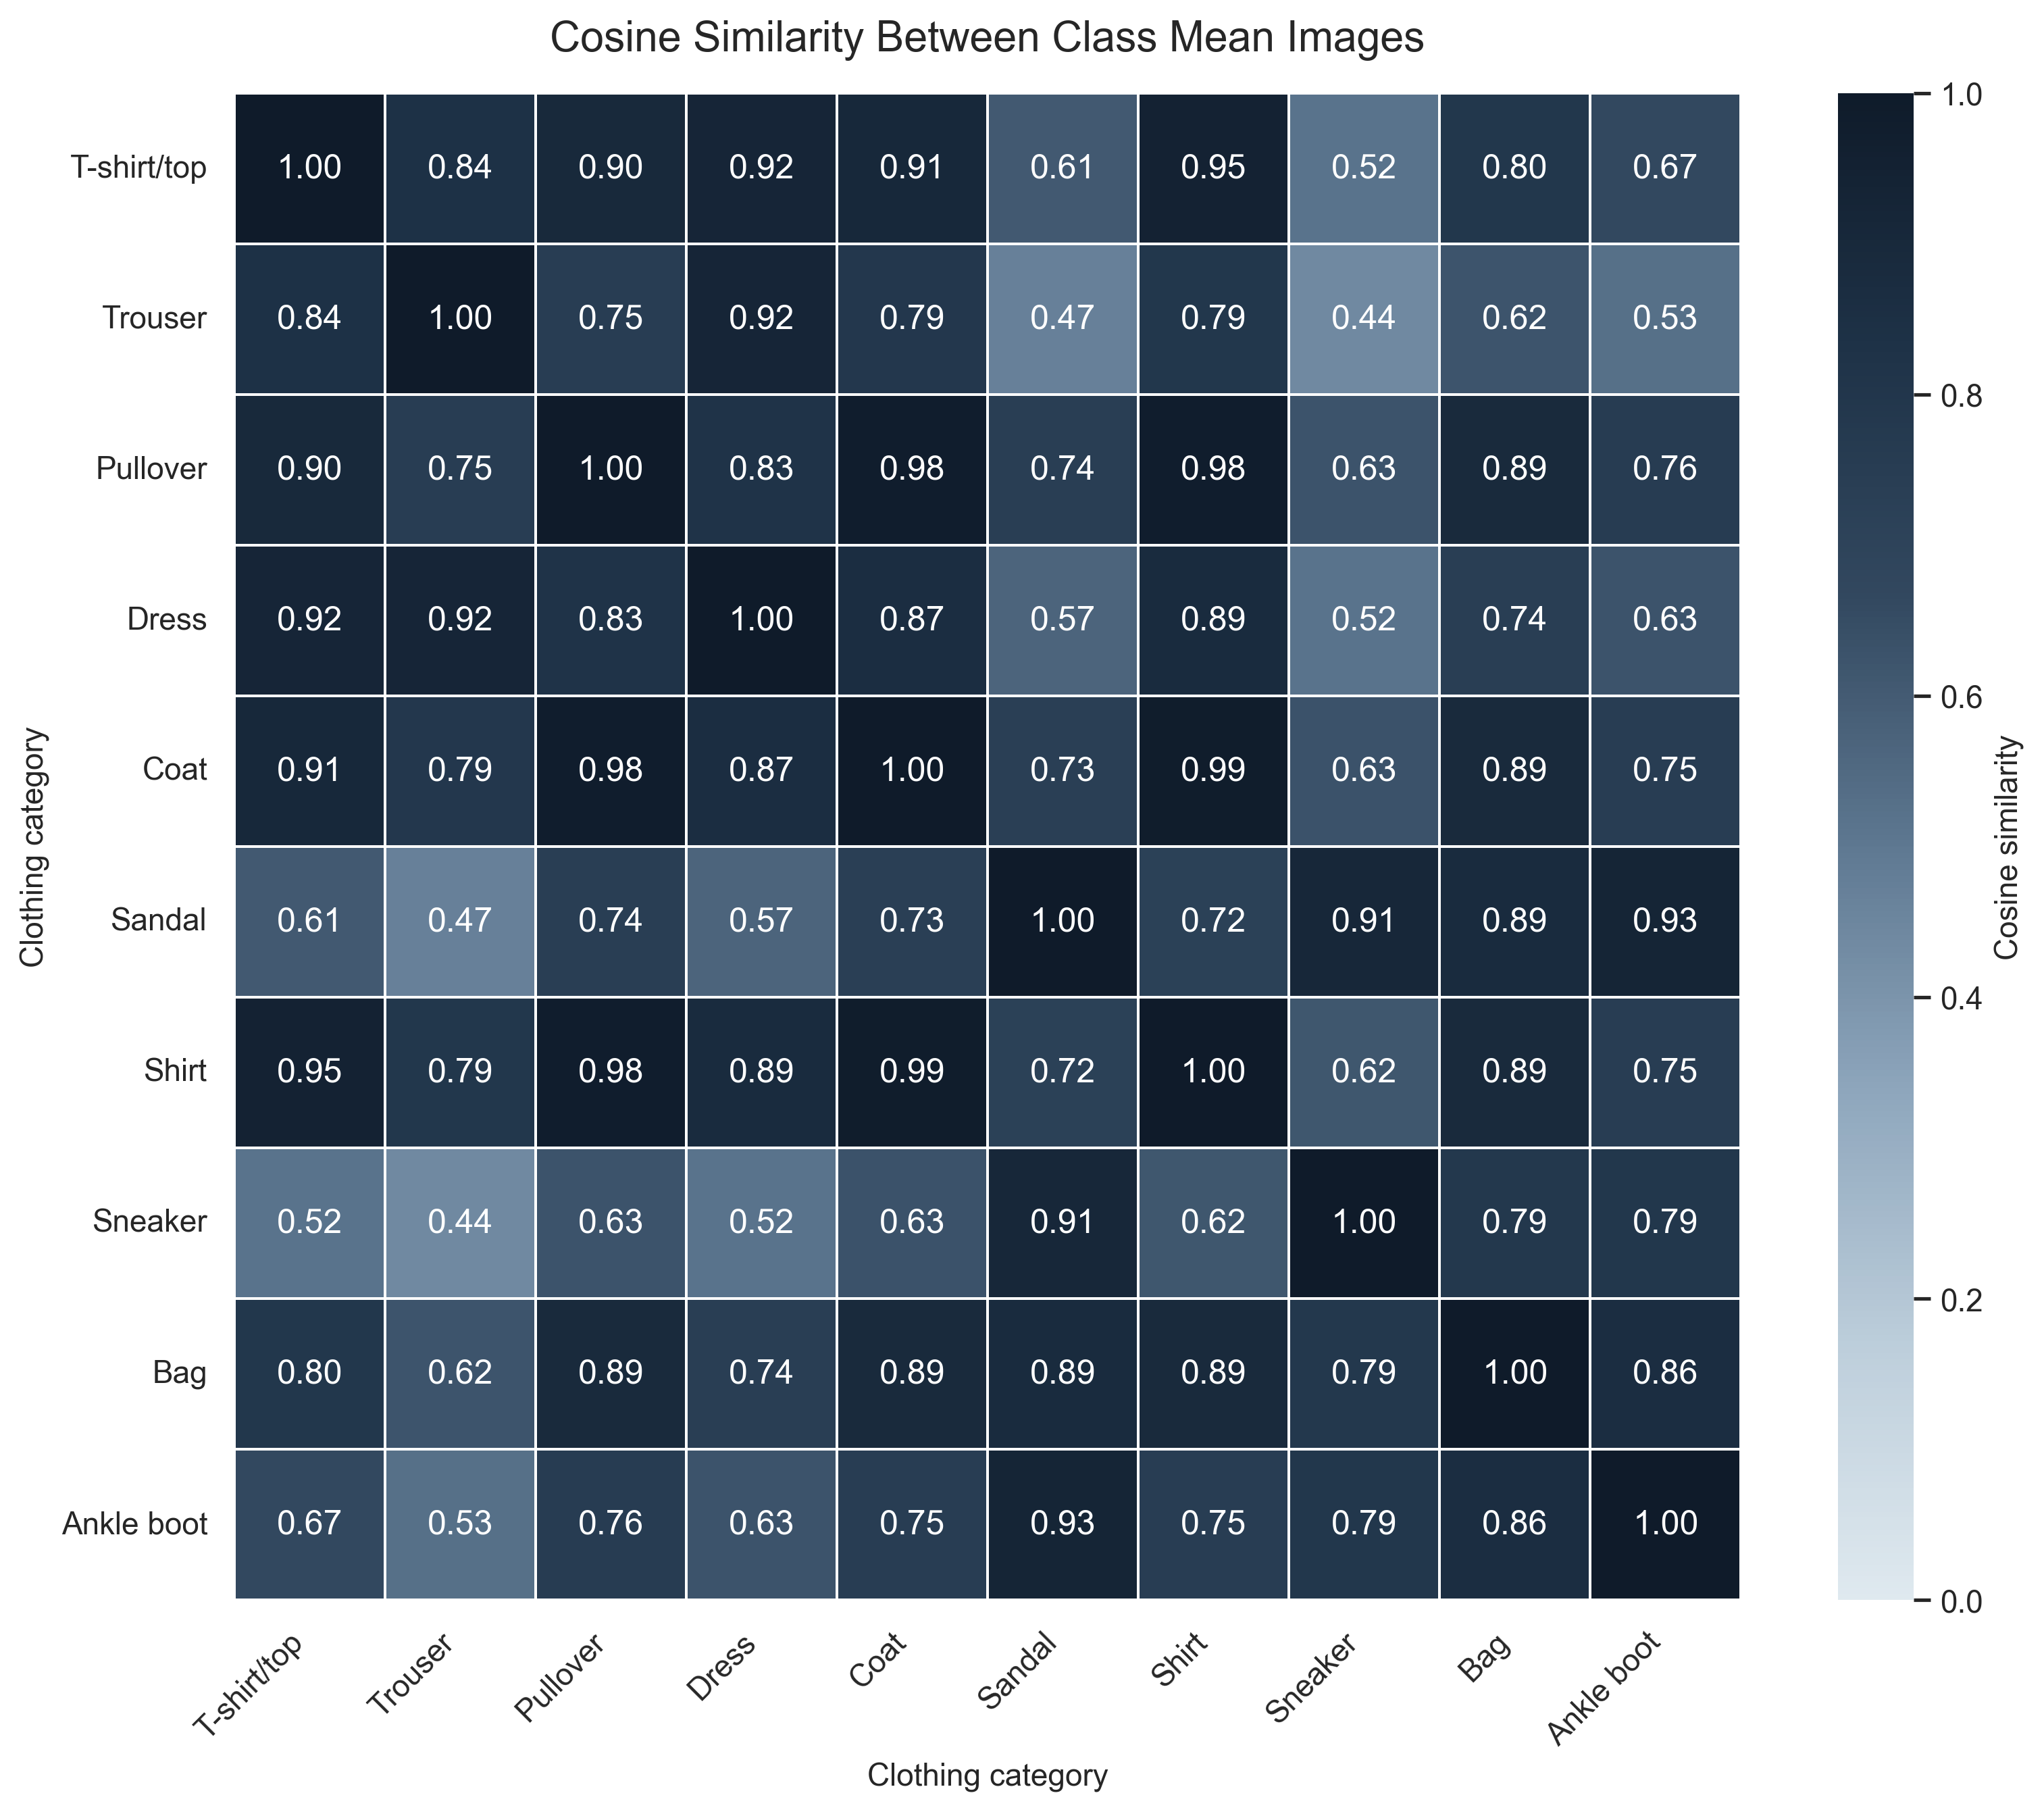 Cosine Similarity Between Class Mean Images
T-shirt/top 1.00 0.84 0.90 0.92 0.91 0.61 0.95 0.52 0.80 0.67
Trouser 0.84 1.00 0.75 0.92 0.79 0.47 0.79 0.44 0.62 0.53
Pullover 0.90 0.75 1.00 0.83 0.98 0.74 0.98 0.63 0.89 0.76
Dress 0.92 0.92 0.83 1.00 0.87 0.57 0.89 0.52 0.74 0.63
Coat 0.91 0.79 0.98 0.87 1.00 0.73 0.99 0.63 0.89 0.75
Sandal 0.61 0.47 0.74 0.57 0.73 1.00 0.72 0.91 0.89 0.93
Shirt 0.95 0.79 0.98 0.89 0.99 0.72 1.00 0.62 0.89 0.75
Sneaker 0.52 0.44 0.63 0.52 0.63 0.91 0.62 1.00 0.79 0.79
Bag 0.80 0.62 0.89 0.74 0.89 0.89 0.89 0.79 1.00 0.86
Ankle boot 0.67 0.53 0.76 0.63 0.75 0.93 0.75 0.79 0.86 1.00
T-shirt/top Trouser Pullover Dress Coat Sandal Shirt Sneaker Bag Ankle boot
Clothing category
Clothing category
1.0
0.8
0.6
0.4
0.2
0.0
Cosine similarity